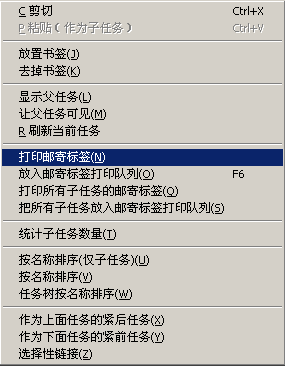 C 剪切 Ctrl+X
P 粘贴(作为子任务) Ctrl+V
放置书签(J)
去掉书签(K)
显示父任务(L)
让父任务可见(M)
R 刷新当前任务
打印邮寄标签(N)
放入邮寄标签打印队列(O) F6
打印所有子任务的邮寄标签(Q)
把所有子任务放入邮寄标签打印队列(S)
统计子任务数量(T)
按名称排序(仅子任务)(U)
按名称排序(V)
任务树按名称排序(W)
作为上面任务的紧后任务(X)
作为下面任务的紧前任务(Y)
选择性链接(Z)